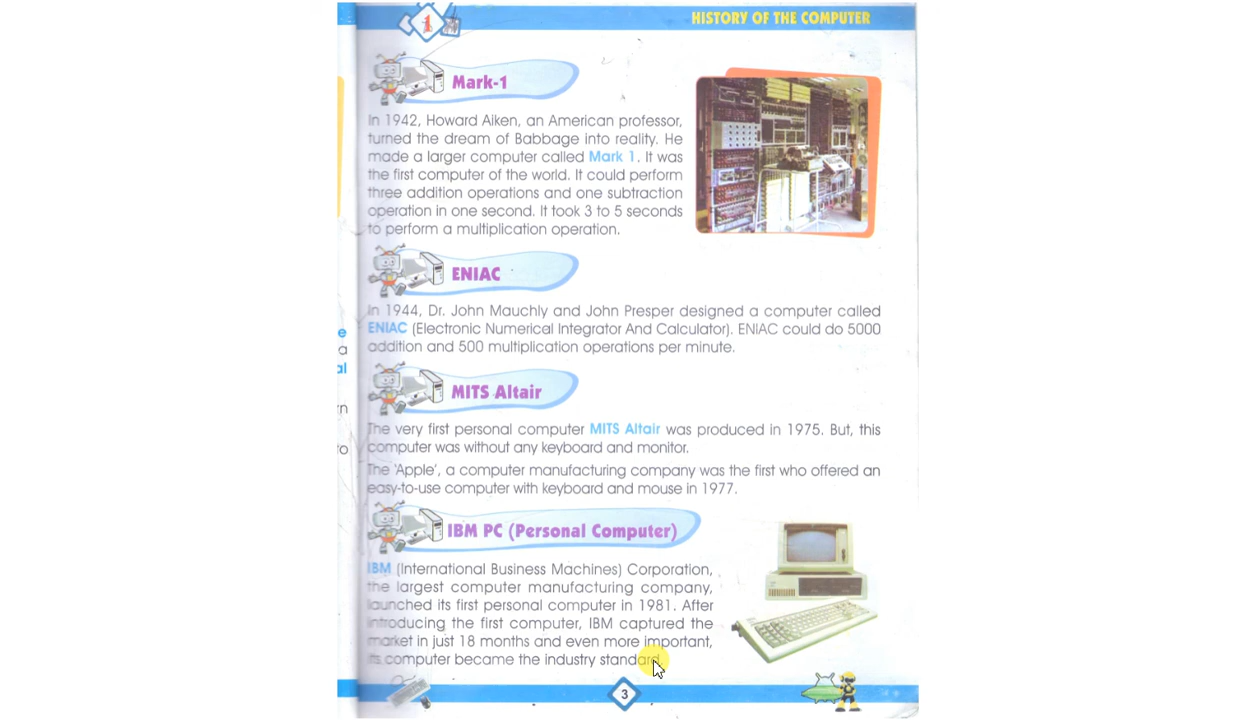 1
HISTORY OF THE COMPUTER
Mark-1
In 1942, Howard Aiken, an American professor,
turned the dream of Babbage into reality. He
made a larger computer called Mark 1. It was
the first computer of the world. It could perform
three addition operations and one subtraction
operation in one second. It took 3 to 5 seconds
to perform a multiplication operation.
ENIAC
In 1944, Dr. John Mauchly and John Presper designed a computer called
ENIAC (Electronic Numerical Integrator And Calculator). ENIAC could do 5000
addition and 500 multiplication operations per minute.
MITS Altair
The very first personal computer MITS Altair was produced in 1975. But, this
computer was without any keyboard and monitor.
The 'Apple', a computer manufacturing company was the first who offered an
easy-to-use computer with keyboard and mouse in 1977.
IBM PC (Personal Computer)
IBM (International Business Machines) Corporation,
the largest computer manufacturing company,
launched its first personal computer in 1981. After
introducing the first computer, IBM captured the
market in just 18 months and even more important,
its computer became the industry standard.
3